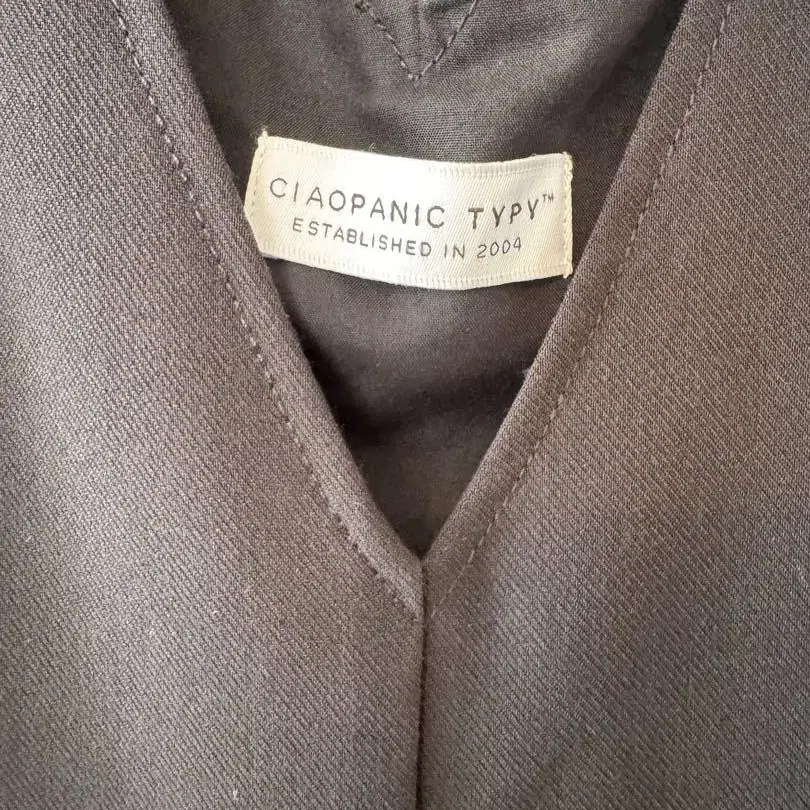 CIAOPANIC TYPY™
ESTABLISHED IN 2004